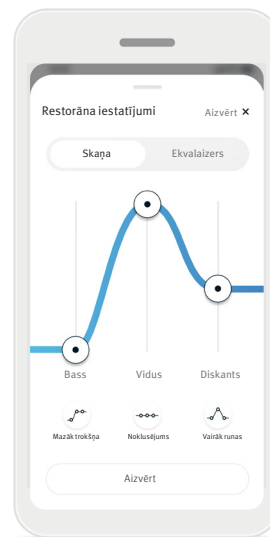 Restorāna iestatījumi
Aizvērt ×
Skaņa
Ekvalaizers
Bass
Vidus
Diskants
Mazāk trokšņa
Noklusējums
Vairāk runas
Aizvērt